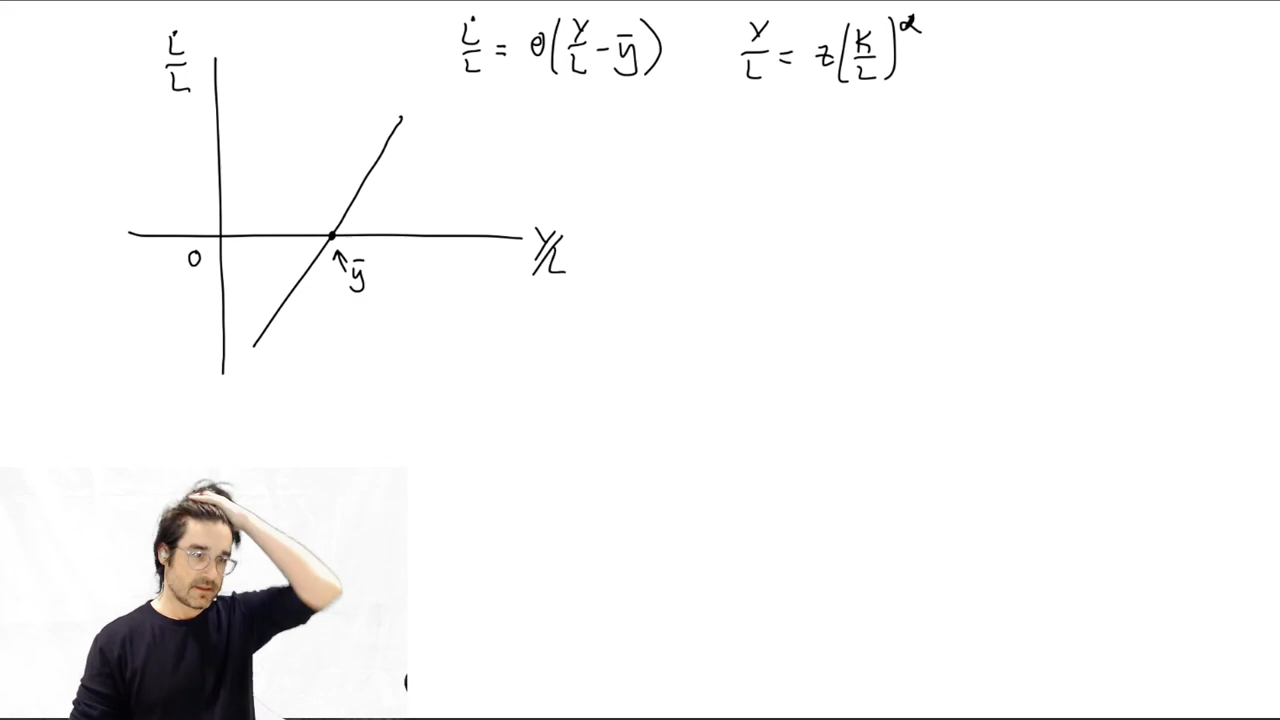 L̇/L
L̇/L = θ(Y/L - ȳ)
Y/L = z(K/L)^α
0
ȳ
Y/L